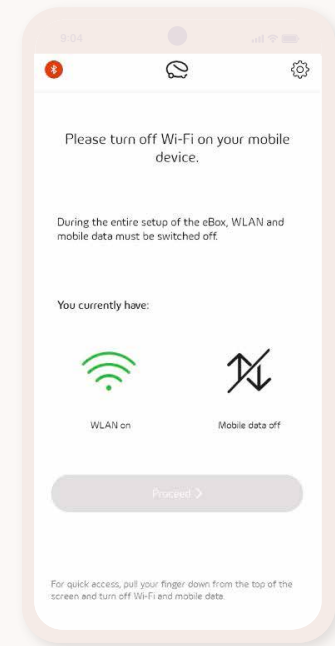 9:04
Please turn off Wi-Fi on your mobile
device.
During the entire setup of the eBox, WLAN and
mobile data must be switched off.
You currently have:
WLAN on
Mobile data off
Proceed >
For quick access, pull your finger down from the top of the
screen and turn off Wi-Fi and mobile data.